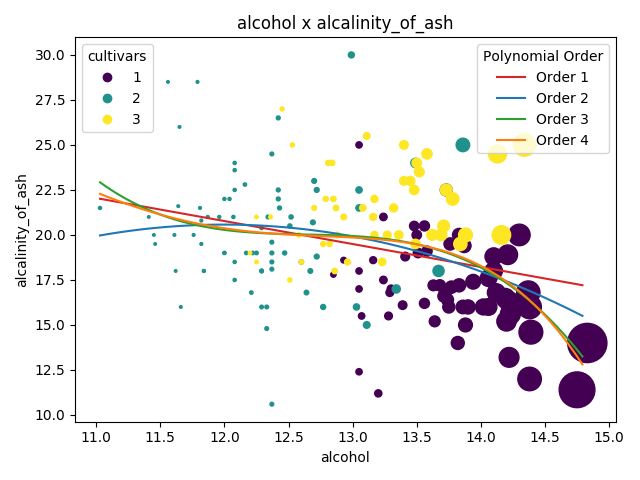 alcohol x alcalinity_of_ash
cultivars
1
2
3
Polynomial Order
Order 1
Order 2
Order 3
Order 4
30.0
27.5
25.0
22.5
20.0
17.5
15.0
12.5
10.0
alcalinity_of_ash
11.0 11.5 12.0 12.5 13.0 13.5 14.0 14.5 15.0
alcohol